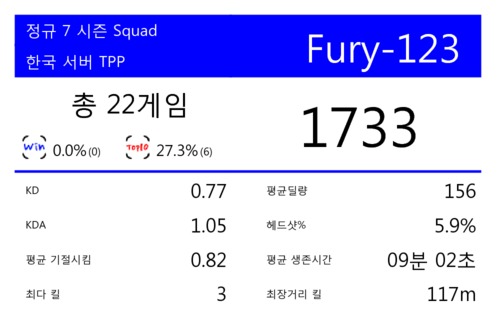 정규 7 시즌 Squad
한국 서버 TPP
Fury-123
총 22게임
Win 0.0% (0)
TOP10 27.3% (6)
1733
KD 0.77
평균딜량 156
KDA 1.05
헤드샷% 5.9%
평균 기절시킴 0.82
평균 생존시간 09분 02초
최다 킬 3
최장거리 킬 117m